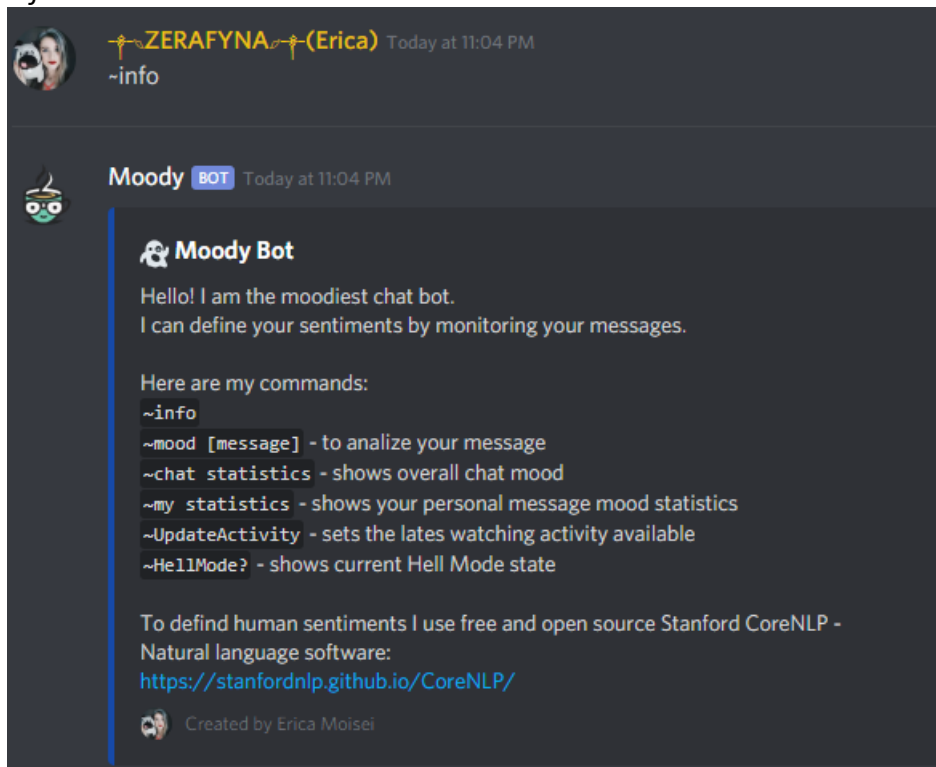 ZERAFYNA (Erica) Today at 11:04 PM
~info
Moody BOT Today at 11:04 PM
👻 Moody Bot
Hello! I am the moodiest chat bot.
I can define your sentiments by monitoring your messages.
Here are my commands:
~info
~mood [message] - to analize your message
~chat statistics - shows overall chat mood
~my statistics - shows your personal message mood statistics
~UpdateActivity - sets the lates watching activity available
~HellMode? - shows current Hell Mode state
To defind human sentiments I use free and open source Stanford CoreNLP -
Natural language software:
https://stanfordnlp.github.io/CoreNLP/
Created by Erica Moisei